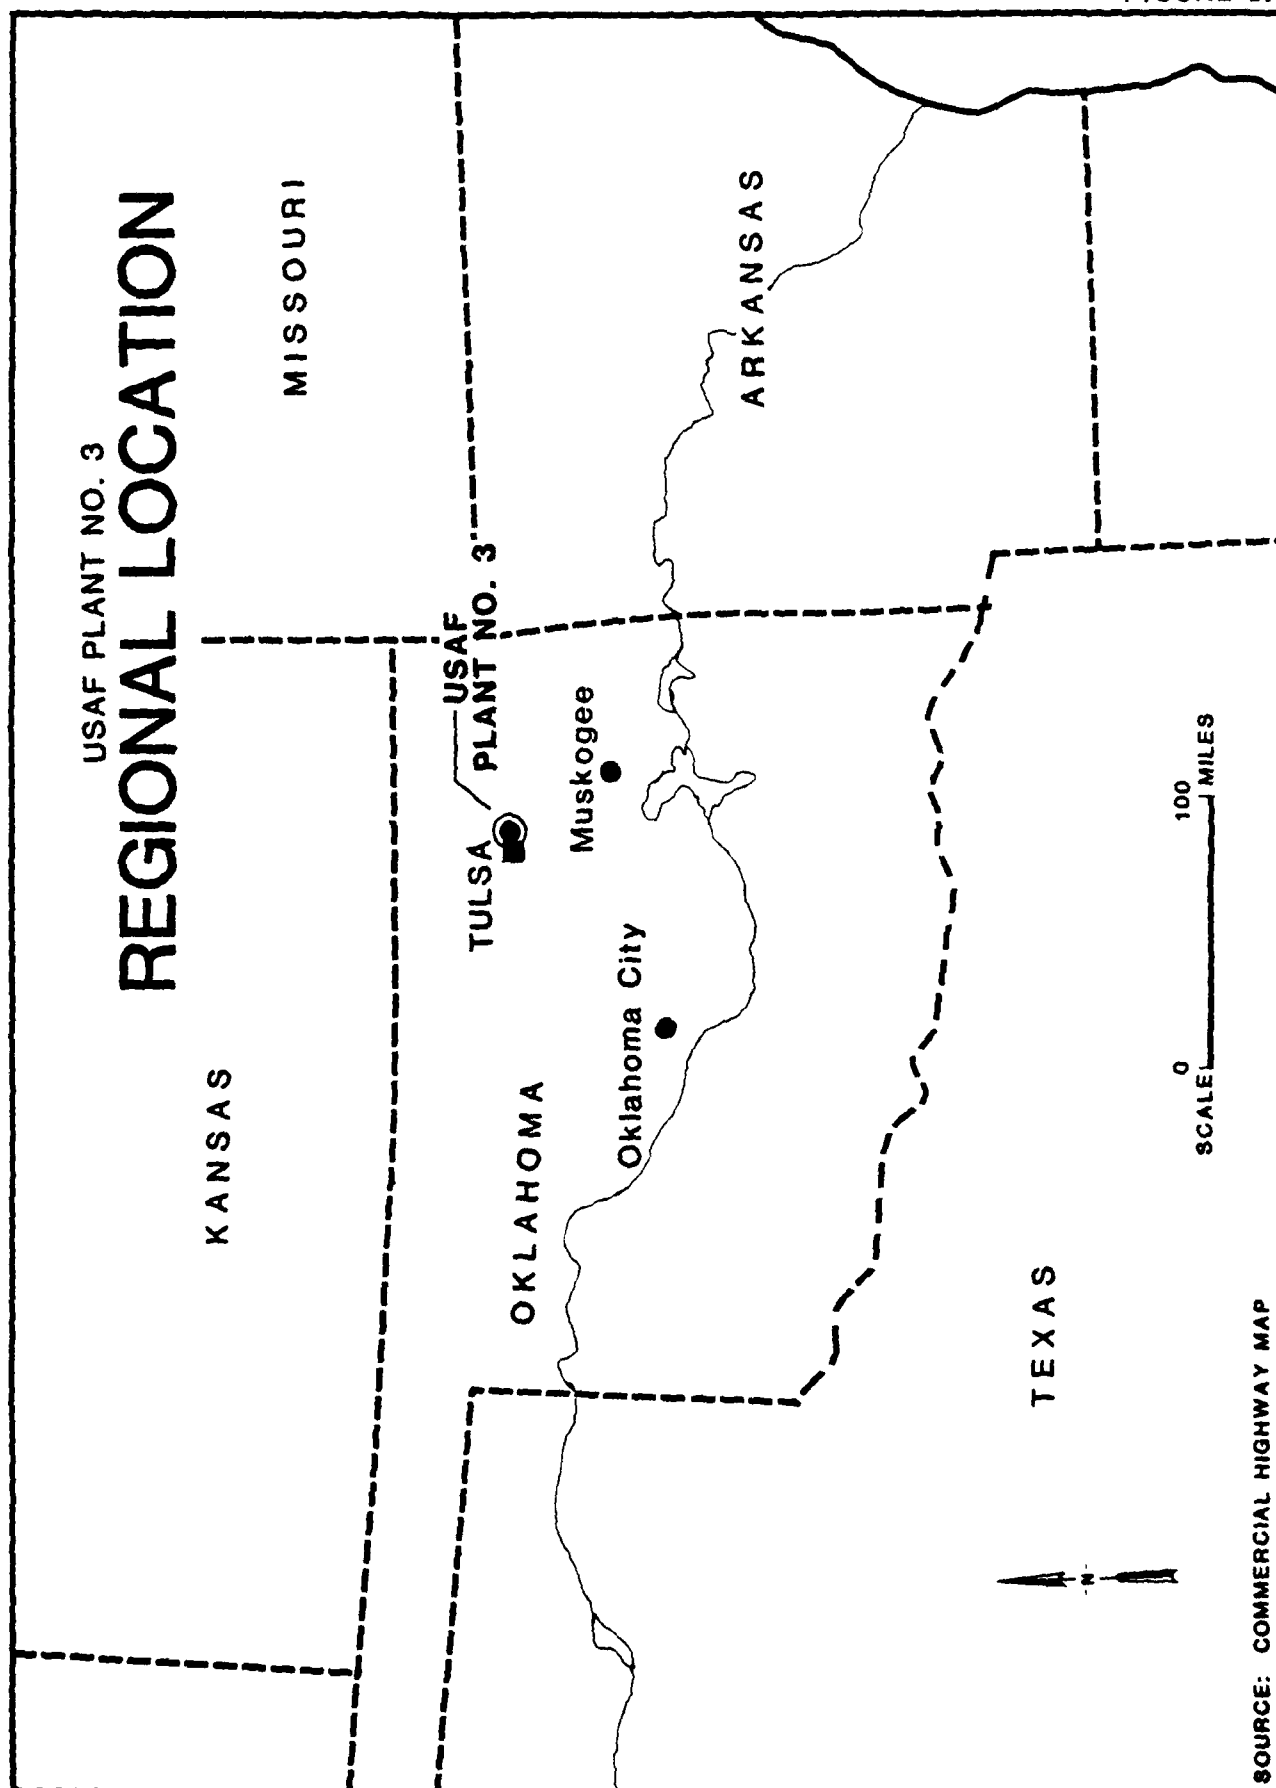 USAF PLANT NO. 3
REGIONAL LOCATION
MISSOURI
KANSAS
USAF
PLANT NO. 3
TULSA
Muskogee
OKLAHOMA
Oklahoma City
ARKANSAS
TEXAS
N
0
100
SCALE
MILES
SOURCE: COMMERCIAL HIGHWAY MAP